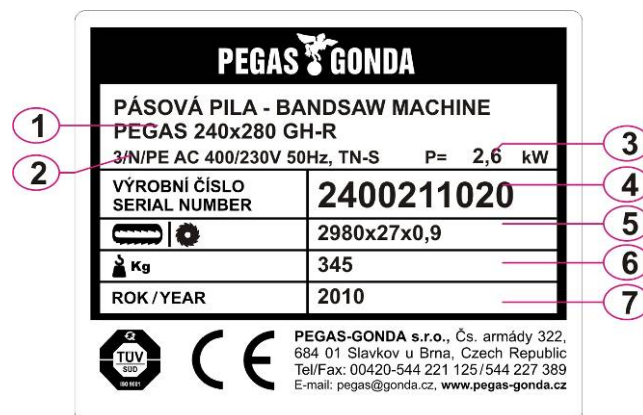 PEGAS GONDA
PÁSOVÁ PILA - BANDSAW MACHINE
PEGAS 240x280 GH-R
3/N/PE AC 400/230V 50Hz, TN-S P= 2,6 kW
VÝROBNÍ ČÍSLO
SERIAL NUMBER
2400211020
2980x27x0,9
Kg 345
ROK/YEAR 2010
1
2
3
4
5
6
7
TÜV
SÜD
ISO 9001
CE
PEGAS-GONDA s.r.o., Čs. armády 322,
684 01 Slavkov u Brna, Czech Republic
Tel/Fax: 00420-544 221 125/544 227 389
E-mail: pegas@gonda.cz, www.pegas-gonda.cz